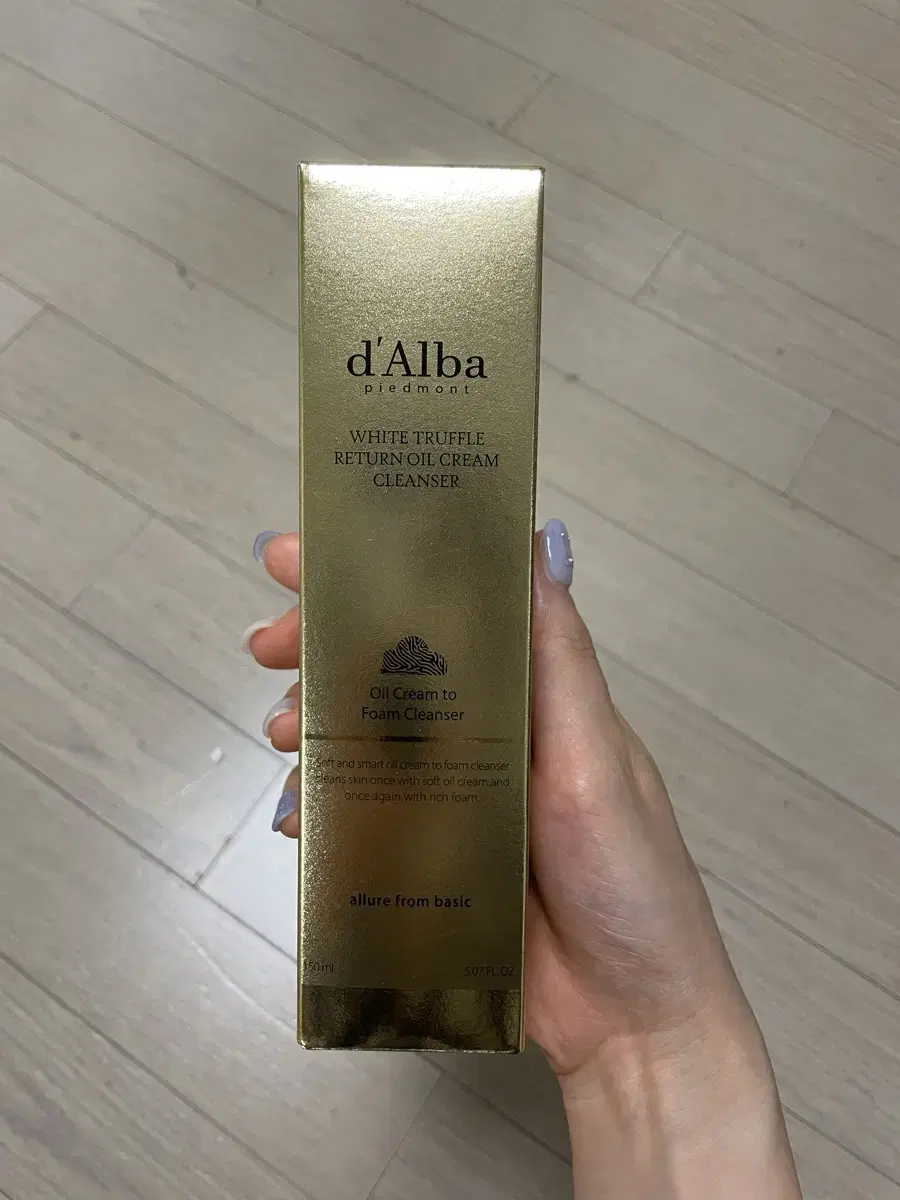 d'Alba
piedmont
WHITE TRUFFLE
RETURN OIL CREAM
CLEANSER
Oil Cream to
Foam Cleanser
Soft and smart oil cream to foam cleanser
cleans skin once with soft oil cream and
once again with rich foam.
allure from basic
150 ml 5.07 FL.OZ